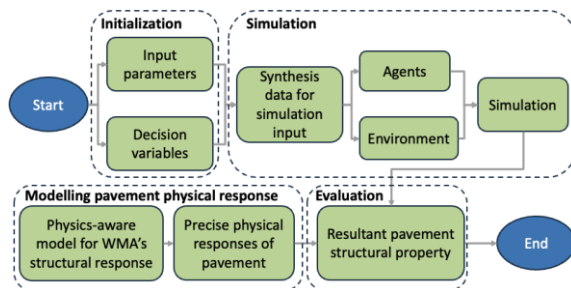 Initialization
Simulation
Start
Input
parameters
Decision
variables
Synthesis
data for
simulation
input
Agents
Environment
Simulation
Modelling pavement physical response
Physics-aware
model for WMA's
structural response
Precise physical
responses of
pavement
Evaluation
Resultant pavement
structural property
End